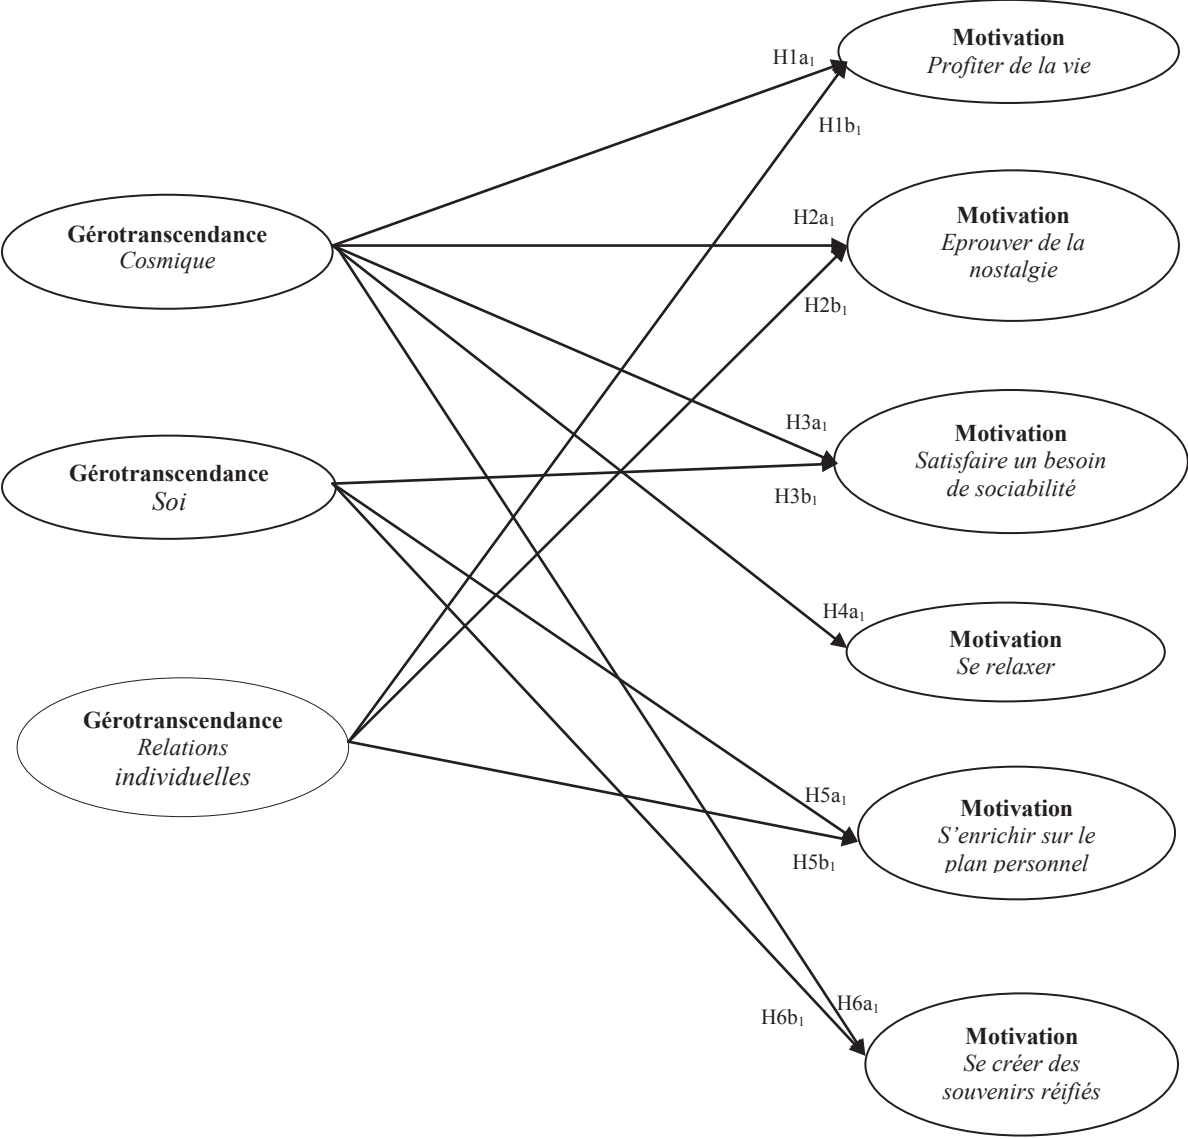 Motivation
Profiter de la vie
H1a₁
H1b₁
Gérotranscendance
Cosmique
H2a₁
Motivation
Eprouver de la
nostalgie
H2b₁
H3a₁
Motivation
Satisfaire un besoin
de sociabilité
Gérotranscendance
Soi
H3b₁
H4a₁
Motivation
Se relaxer
Gérotranscendance
Relations
individuelles
H5a₁
Motivation
S’enrichir sur le
plan personnel
H5b₁
H6a₁
H6b₁
Motivation
Se créer des
souvenirs réifiés